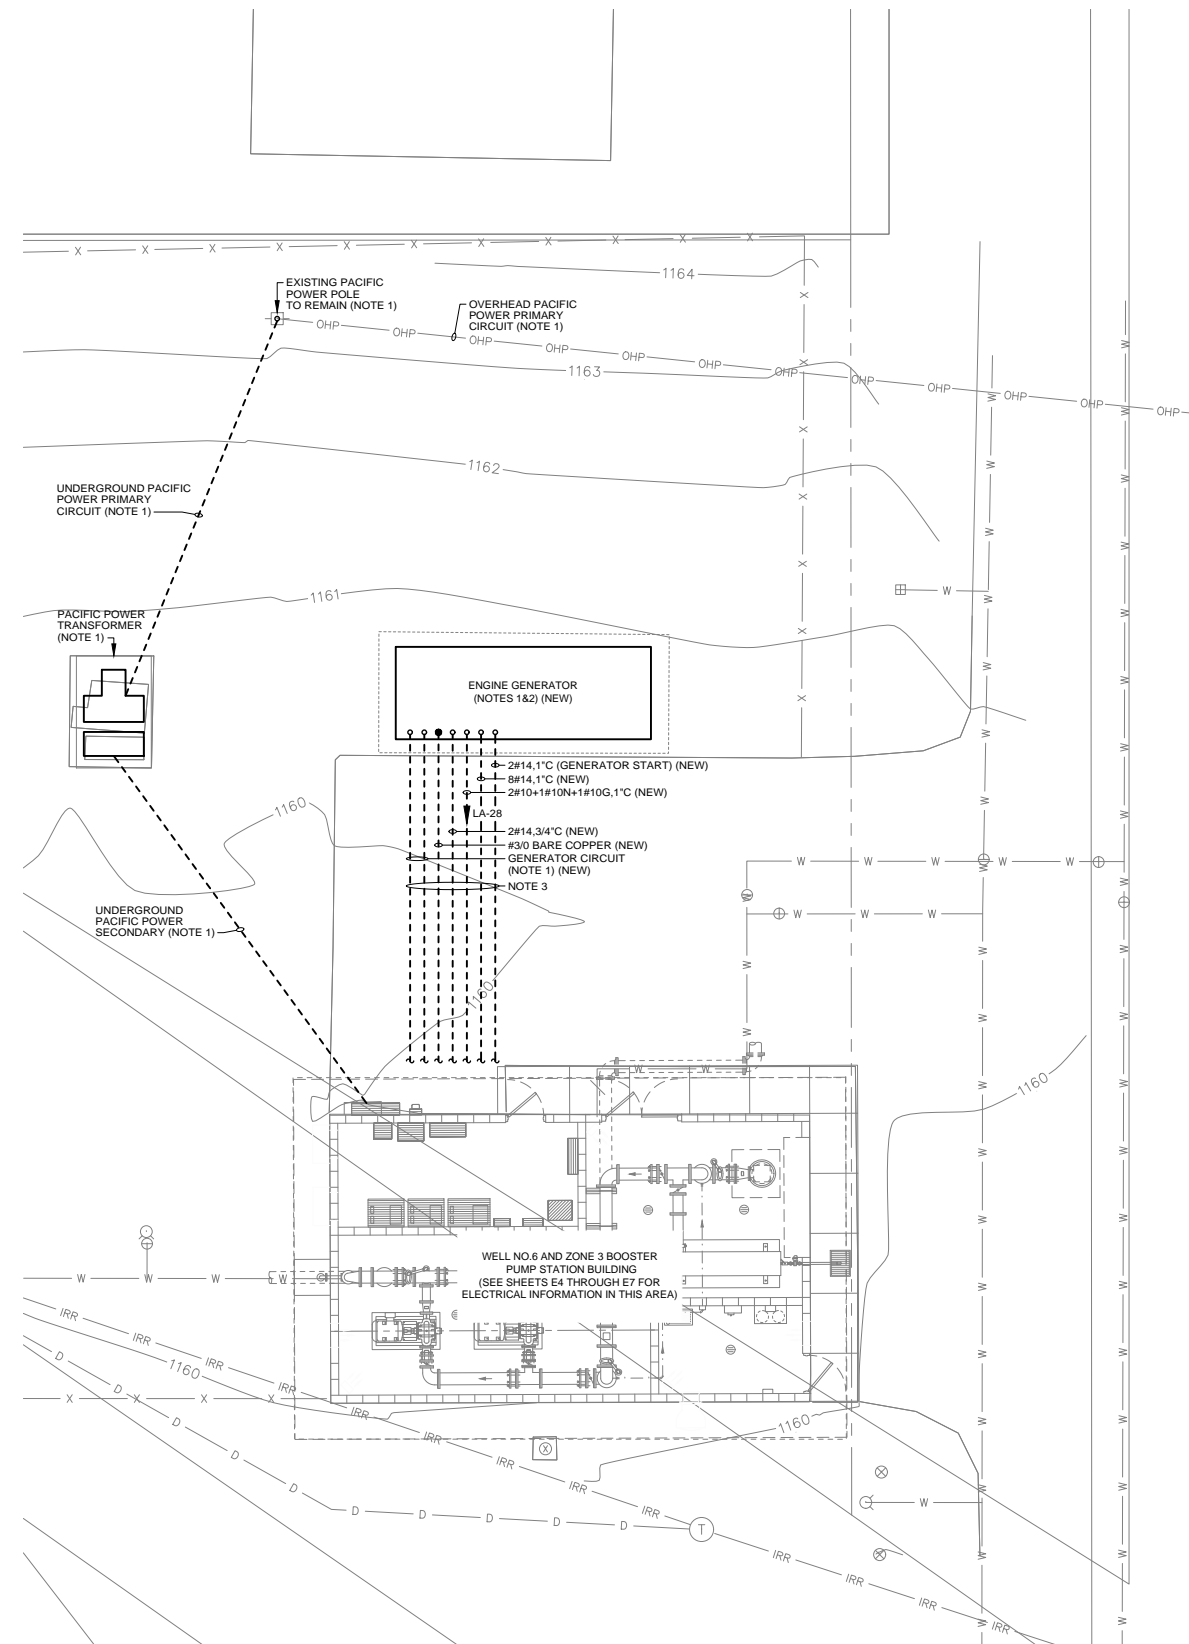 X X X X X X X X X X X
1164
EXISTING PACIFIC
POWER POLE
TO REMAIN (NOTE 1)
OVERHEAD PACIFIC
POWER PRIMARY
CIRCUIT (NOTE 1)
OHP OHP OHP OHP OHP OHP OHP OHP OHP OHP OHP OHP
1163
1162
UNDERGROUND PACIFIC
POWER PRIMARY
CIRCUIT (NOTE 1)
W
1161
PACIFIC POWER
TRANSFORMER
(NOTE 1)
ENGINE GENERATOR
(NOTES 1&2) (NEW)
2#14,1"C (GENERATOR START) (NEW)
8#14,1"C (NEW)
2#10+1#10N+1#10G,1"C (NEW)
LA-28
2#14,3/4"C (NEW)
#3/0 BARE COPPER (NEW)
GENERATOR CIRCUIT
(NOTE 1) (NEW)
NOTE 3
1160
W W W W W
W W W
UNDERGROUND
PACIFIC POWER
SECONDARY (NOTE 1)
1160
W W
1160
WELL NO.6 AND ZONE 3 BOOSTER
PUMP STATION BUILDING
(SEE SHEETS E4 THROUGH E7 FOR
ELECTRICAL INFORMATION IN THIS AREA)
W W W W
IRR IRR IRR IRR IRR IRR IRR IRR IRR IRR IRR IRR IRR
1160
X X X X X
1160
D D D D D D D D D
X
T
W